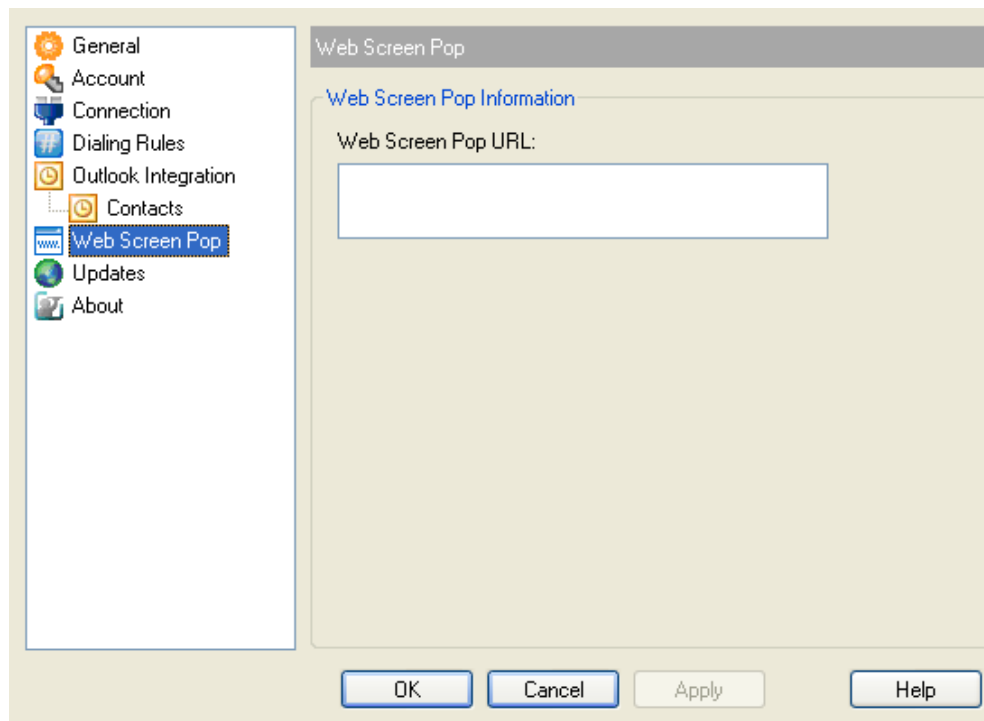 General
Account
Connection
Dialing Rules
Outlook Integration
Contacts
www.
Web Screen Pop
Updates
About
Web Screen Pop
Web Screen Pop Information
Web Screen Pop URL:
OK
Cancel
Apply
Help